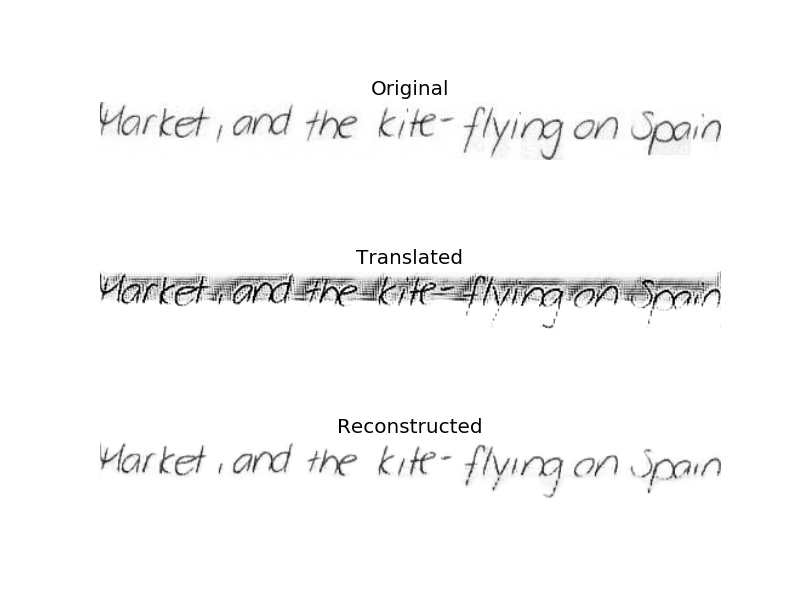 Original
Market, and the kite-flying on Spain
Translated
Market, and the kite-flying on Spain
Reconstructed
Market, and the kite-flying on Spain